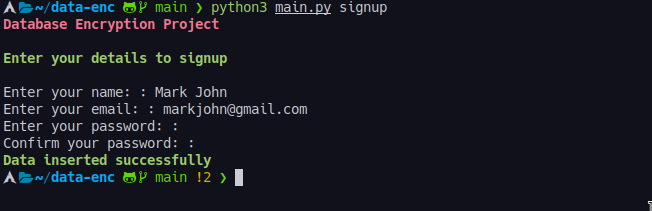 ~/data-enc main ❯ python3 main.py signup
Database Encryption Project
Enter your details to signup
Enter your name: : Mark John
Enter your email: : markjohn@gmail.com
Enter your password: :
Confirm your password: :
Data inserted successfully
~/data-enc main !2 ❯